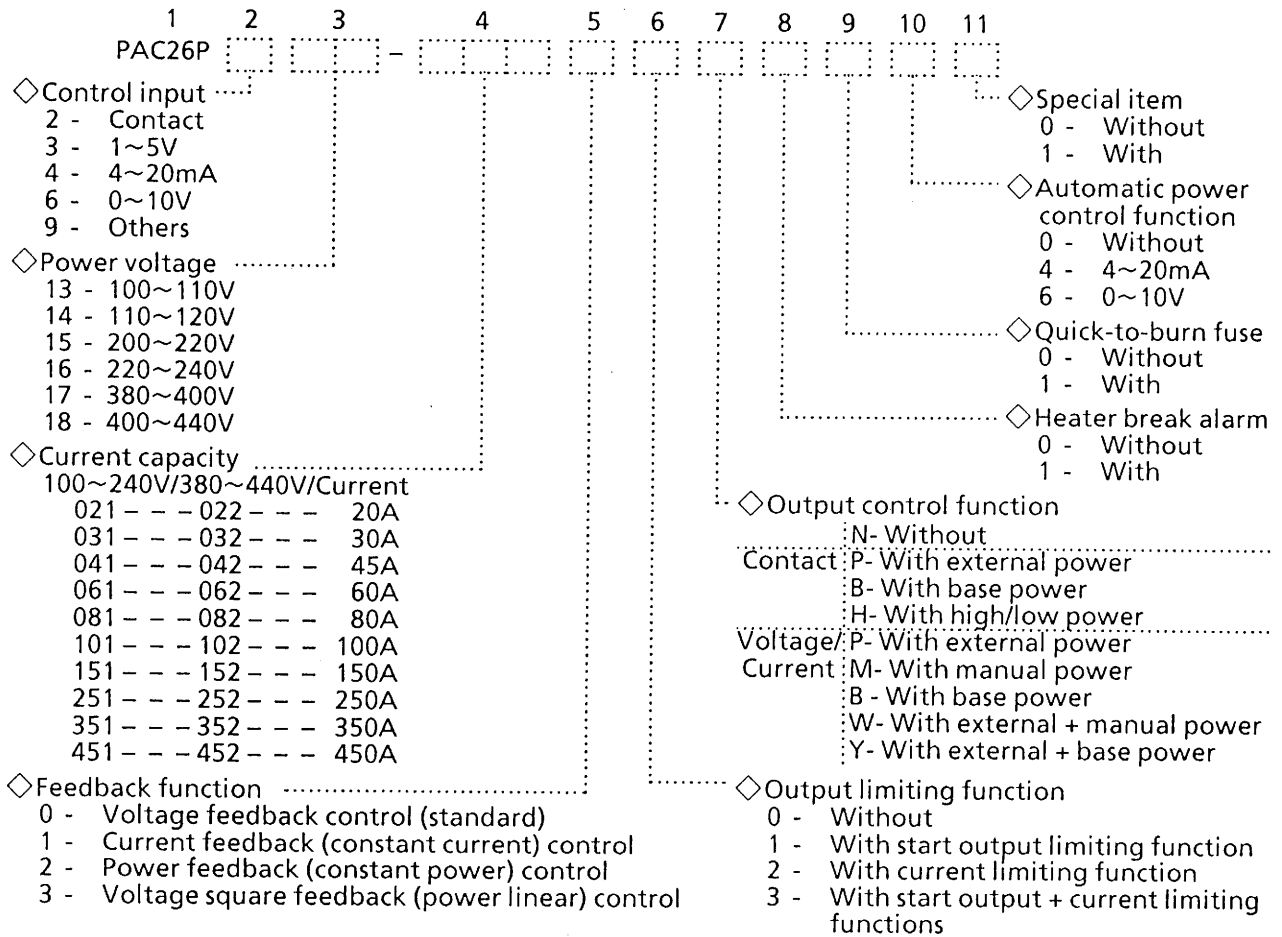 1 2 3 4 5 6 7 8 9 10 11
PAC26P –
◇Control input
2 - Contact
3 - 1~5V
4 - 4~20mA
6 - 0~10V
9 - Others
◇Power voltage
13 - 100~110V
14 - 110~120V
15 - 200~220V
16 - 220~240V
17 - 380~400V
18 - 400~440V
◇Current capacity
100~240V/380~440V/Current
021 – – – 022 – – – 20A
031 – – – 032 – – – 30A
041 – – – 042 – – – 45A
061 – – – 062 – – – 60A
081 – – – 082 – – – 80A
101 – – – 102 – – – 100A
151 – – – 152 – – – 150A
251 – – – 252 – – – 250A
351 – – – 352 – – – 350A
451 – – – 452 – – – 450A
◇Feedback function
0 - Voltage feedback control (standard)
1 - Current feedback (constant current) control
2 - Power feedback (constant power) control
3 - Voltage square feedback (power linear) control
◇Special item
0 - Without
1 - With
◇Automatic power
control function
0 - Without
4 - 4~20mA
6 - 0~10V
◇Quick-to-burn fuse
0 - Without
1 - With
◇Heater break alarm
0 - Without
1 - With
◇Output control function
N- Without
Contact P- With external power
B- With base power
H- With high/low power
Voltage/ P- With external power
Current M- With manual power
B - With base power
W- With external + manual power
Y- With external + base power
◇Output limiting function
0 - Without
1 - With start output limiting function
2 - With current limiting function
3 - With start output + current limiting
functions